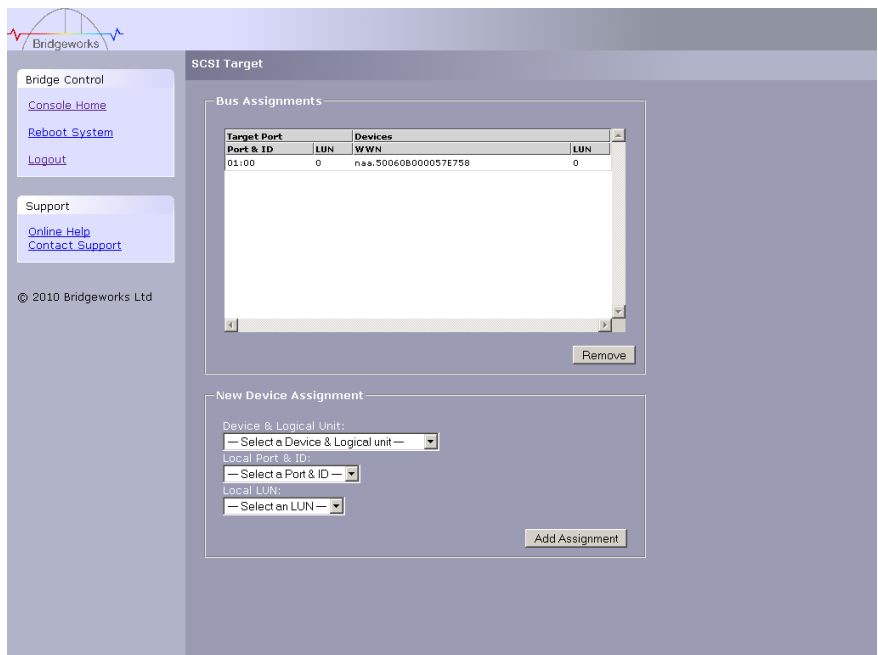 Bridgeworks
SCSI Target
Bridge Control
Console Home
Reboot System
Logout
Support
Online Help
Contact Support
© 2010 Bridgeworks Ltd
Bus Assignments
Target Port Devices
Port & ID LUN WWN LUN
01:00 0 naa.50060B000057E758 0
Remove
New Device Assignment
Device & Logical Unit:
— Select a Device & Logical unit —
Local Port & ID:
— Select a Port & ID —
Local LUN:
— Select an LUN —
Add Assignment